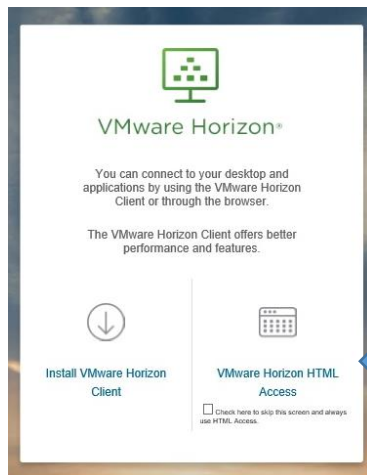 VMware Horizon®
You can connect to your desktop and
applications by using the VMware Horizon
Client or through the browser.
The VMware Horizon Client offers better
performance and features.
Install VMware Horizon
Client
VMware Horizon HTML
Access
Check here to skip this screen and always
use HTML Access.